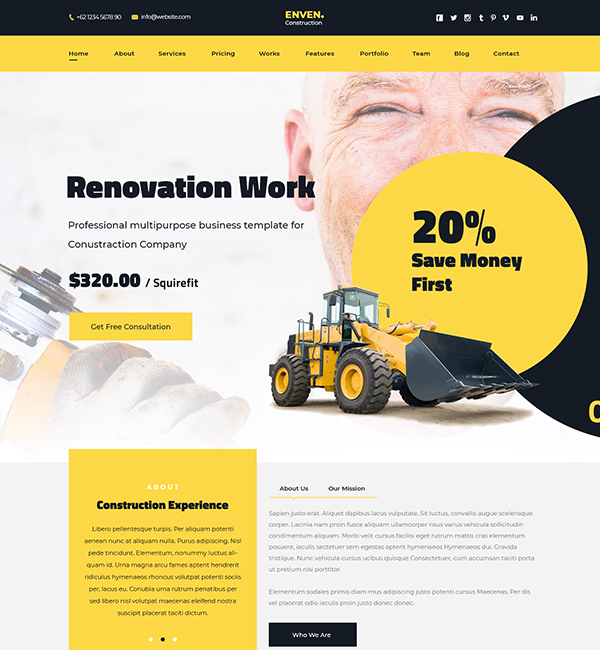 +62 1234 5678 90
info@website.com
ENVEN.
Construction
Home
About
Services
Pricing
Works
Features
Portfolio
Team
Blog
Contact
Renovation Work
Professional multipurpose business template for
Conustraction Company
$320.00 / Squirefit
Get Free Consultation
20%
Save Money
First
ABOUT
Construction Experience
Libero pellentesque turpis. Per aliquam potenti
aenean nunc at aliquam nulla. Purus adipiscing. Nisl
pede tincidunt. Elementum, nonummy luctus ali-
quam id. Urna magna arcu fames aptent hendrerit
ridiculus hymenaeos rhoncus volutpat potenti sociis
per, lacus eu. Conubia urna rutrum penatibus per
sed libero nisl volutpat maecenas eleifend nostra
suscipit placerat taciti dictum.
About Us
Our Mission
Sapien justo erat. Aliquet dapibus lacus vulputate. Sit luctus, convallis augue scelerisque
corper. Lacinia nam proin fusce aliquam ullamcorper risus varius vehicula sollicitudin
condimentum aliquam. Morbi velit cursus facilisi eget rutrum mattis cras elementum
posuere, iaculis sectetuer sem egestas aptent hymenaeos Hymenaeos dui. Gravida
tristique. Nunc vehicula cursus ucibus quisque Consectetuer, cum accumsan taciti porta
ut pretium nisi porttitor.
Elementum sodales primis diam mus adipiscing justo potenti cursus Maecenas. Per dis
vel placerat odio iaculis proin justo donec donec.
Who We Are